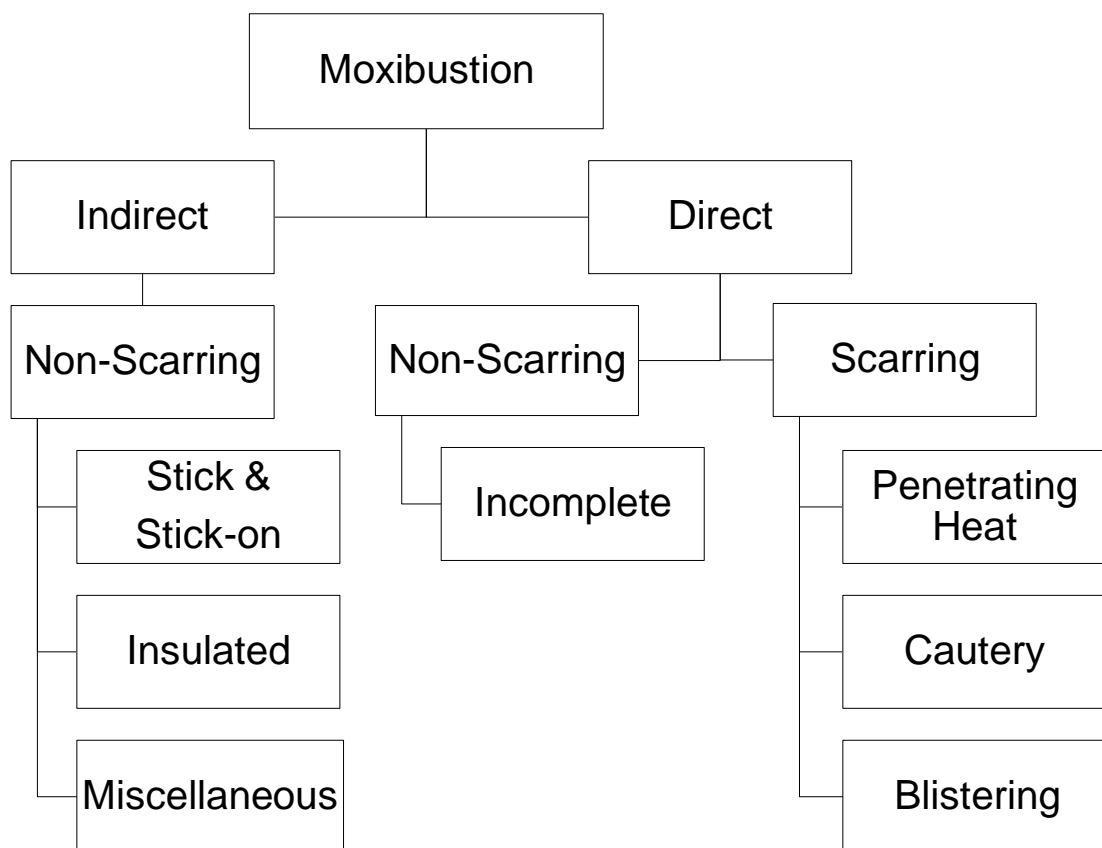 Moxibustion
Indirect
Direct
Non-Scarring
Non-Scarring
Scarring
Stick &
Stick-on
Incomplete
Penetrating
Heat
Insulated
Cautery
Miscellaneous
Blistering